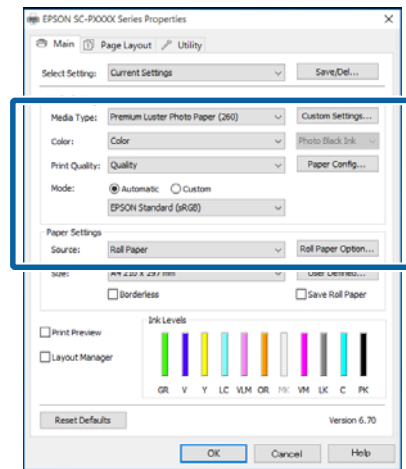 EPSON SC-PXXXX Series Properties
Main Page Layout Utility
Select Setting: Current Settings Save/Del...
Media Type: Premium Luster Photo Paper (260) Custom Settings...
Color: Color Photo Black Ink
Print Quality: Quality Paper Config...
Mode: Automatic Custom
EPSON Standard (sRGB)
Paper Settings
Source: Roll Paper Roll Paper Option...
Size: A4 210 x 297 mm User Defined...
Borderless Save Roll Paper
Ink Levels
Print Preview
Layout Manager
GR V Y LC VLM OR MK VM LK C PK
Reset Defaults Version 6.70
OK Cancel Help